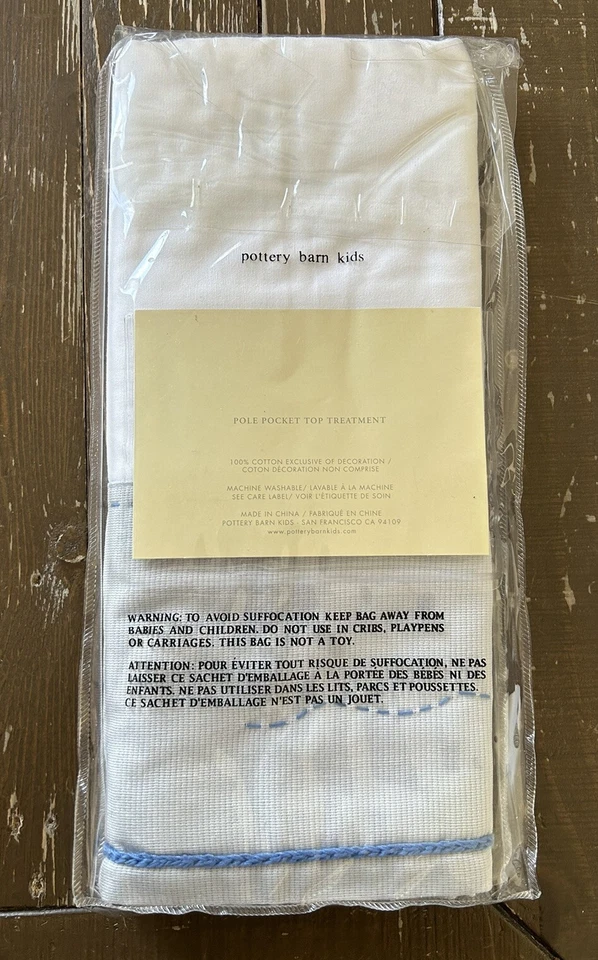 pottery barn kids
POLE POCKET TOP TREATMENT
100% COTTON EXCLUSIVE OF DECORATION /
COTON DÉCORATION NON COMPRISE
MACHINE WASHABLE/ LAVABLE À LA MACHINE
SEE CARE LABEL/ VOIR L'ÉTIQUETTE DE SOIN
MADE IN CHINA / FABRIQUÉ EN CHINE
POTTERY BARN KIDS · SAN FRANCISCO CA 94109
www.potterybarnkids.com
WARNING: TO AVOID SUFFOCATION KEEP BAG AWAY FROM
BABIES AND CHILDREN. DO NOT USE IN CRIBS, PLAYPENS
OR CARRIAGES. THIS BAG IS NOT A TOY.
ATTENTION: POUR ÉVITER TOUT RISQUE DE SUFFOCATION, NE PAS
LAISSER CE SACHET D'EMBALLAGE A LA PORTÉE DES BÉBÉS NI DES
ENFANTS. NE PAS UTILISER DANS LES LITS, PARCS ET POUSSETTES.
CE SACHET D'EMBALLAGE N'EST PAS UN JOUET.